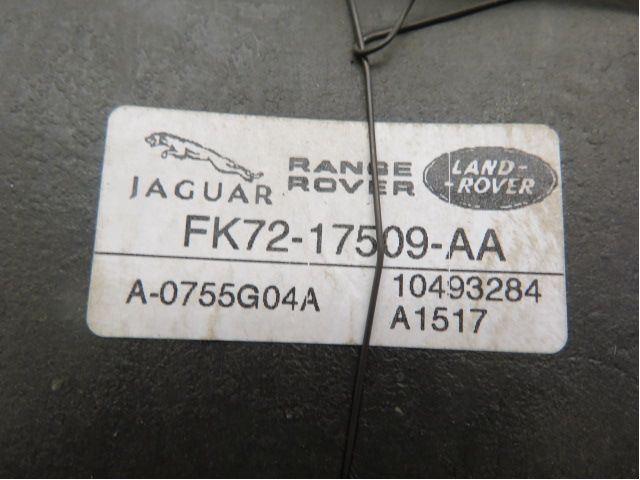 JAGUAR
RANGE
ROVER
LAND-
-ROVER
FK72-17509-AA
A-0755G04A
10493284
A1517